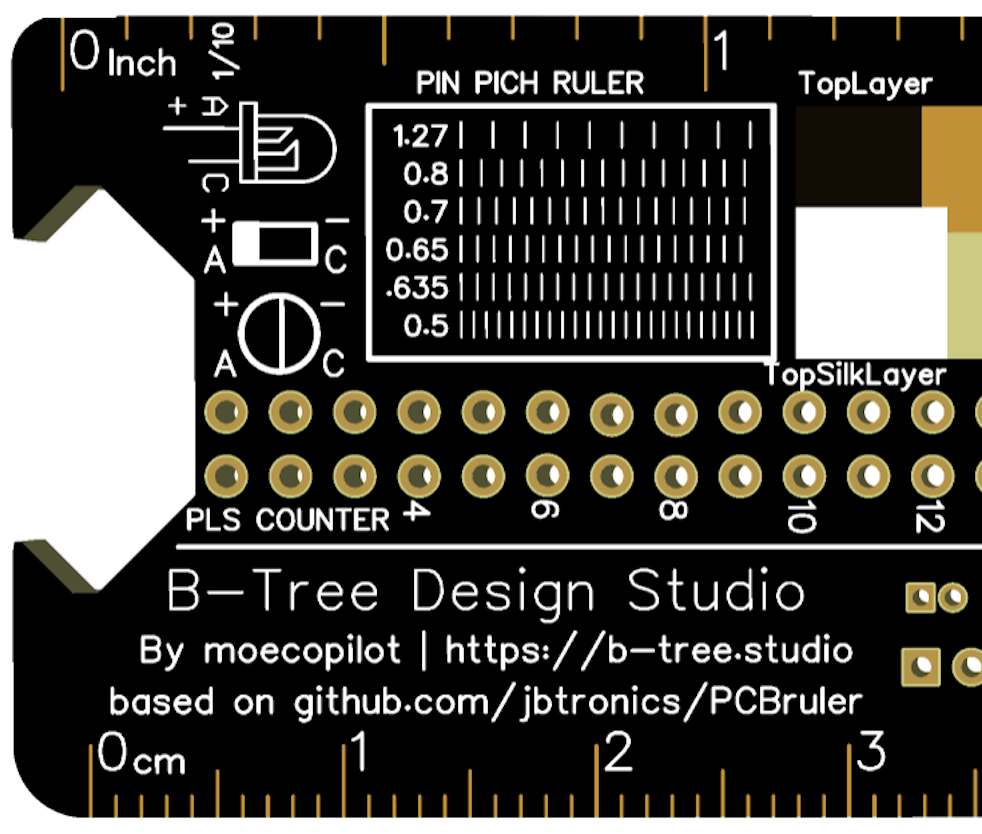 0 Inch 1/10 1
PIN PICH RULER
TopLayer
+ A
C
1.27
0.8
0.7
0.65
.635
0.5
+ −
A C
+ −
A C
TopSilkLayer
PLS COUNTER 4 6 8 10 12
B-Tree Design Studio
By moecopilot | https://b-tree.studio
based on github.com/jbtronics/PCBruler
0 cm 1 2 3